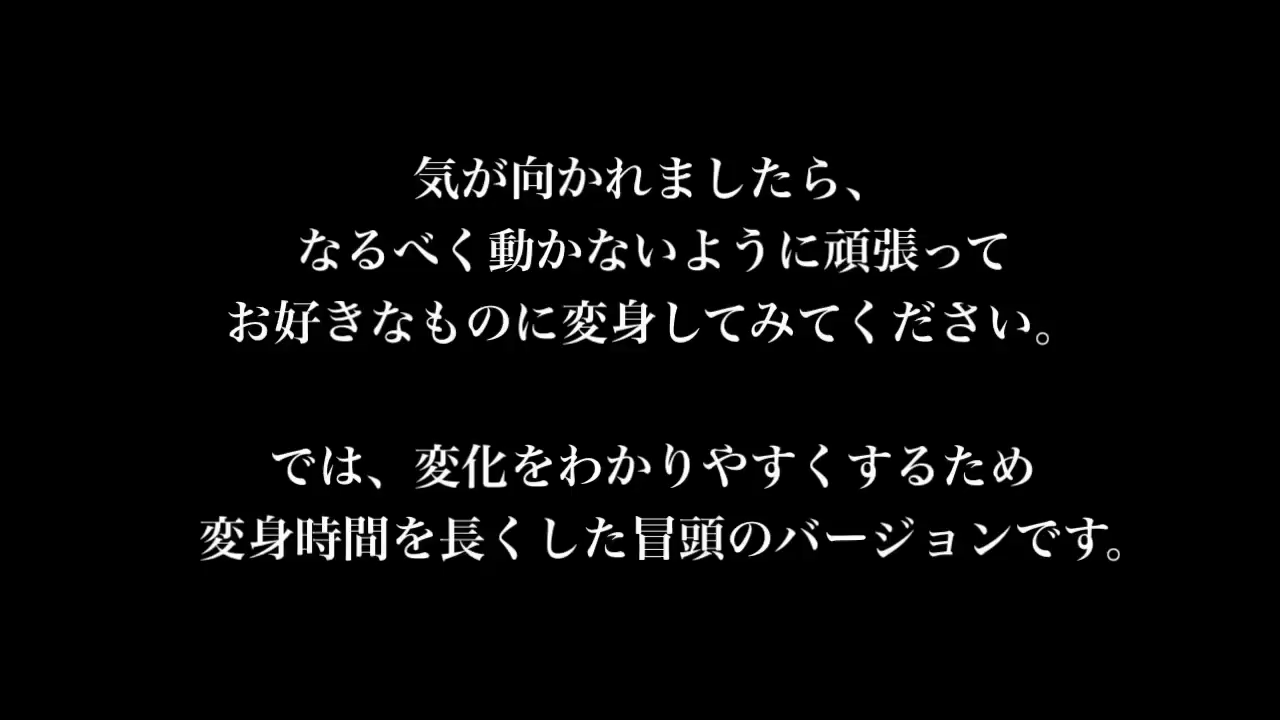 気が向かれましたら、
なるべく動かないように頑張って
お好きなものに変身してみてください。
では、変化をわかりやすくするため
変身時間を長くした冒頭のバージョンです。